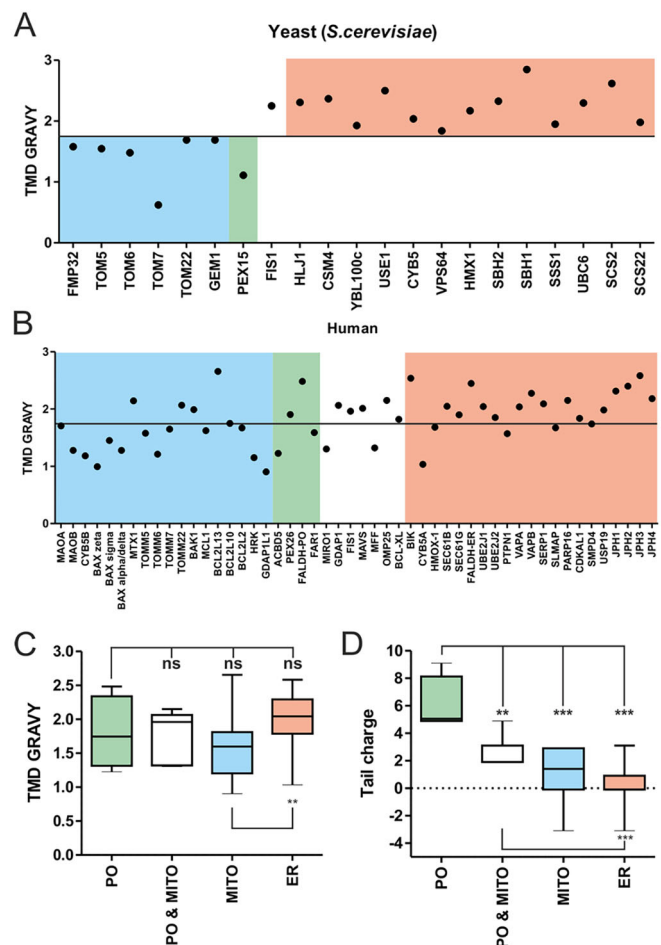 A
Yeast (S.cerevisiae)
TMD GRAVY
3
2
1
0
FMP32
TOM5
TOM6
TOM7
TOM22
GEM1
PEX15
FIS1
HLJ1
CSM4
YBL100c
USE1
CYB5
VPS64
HMX1
SBH2
SBH1
SSS1
UBC6
SCS2
SCS22
B
Human
TMD GRAVY
3
2
1
0
MAOA
MAOB
CYB5B
BAX zeta
BAX sigma
BAX alpha/delta
MTX1
TOMM5
TOMM6
TOMM7
TOMM22
BAK1
MCL1
BCL2L13
BCL2L10
BCL2L2
HRK
GDAP1L1
ACBD5
PEX26
FALDH-PO
FAR1
MIRO1
GDAP1
FIS1
MAVS
MFF
OMP25
BCL-XL
BIK
CYB5A
HMOX-1
SEC61B
SEC61G
FALDH-ER
UBE2J1
UBE2J2
PTPN1
VAPA
VAPB
SERP1
SLMAP
PARP16
CDKAL1
SMPD4
USP19
JPH1
JPH2
JPH3
JPH4
C
TMD GRAVY
3.0
2.5
2.0
1.5
1.0
0.5
0.0
ns
ns
ns
**
PO
PO & MITO
MITO
ER
D
Tail charge
10
8
6
4
2
0
-2
-4
**
***
***
***
PO
PO & MITO
MITO
ER